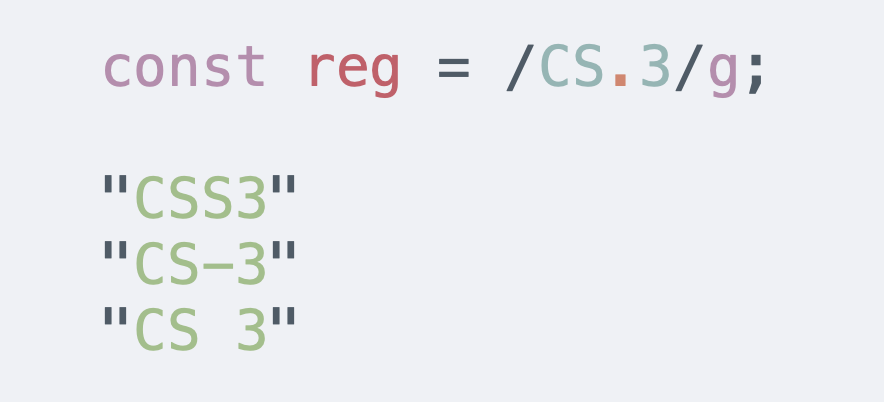 const reg = /CS.3/g;
"CSS3"
"CS-3"
"CS 3"